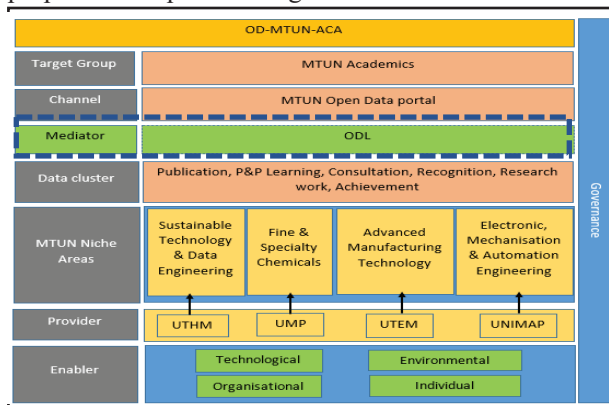 OD-MTUN-ACA
Target Group
MTUN Academics
Channel
MTUN Open Data portal
Mediator
ODL
Data cluster
Publication, P&P Learning, Consultation, Recognition, Research
work, Achievement
MTUN Niche
Areas
Sustainable
Technology
& Data
Engineering
Fine &
Specialty
Chemicals
Advanced
Manufacturing
Technology
Electronic,
Mechanisation
& Automation
Engineering
Provider
UTHM
UMP
UTEM
UNIMAP
Enabler
Technological
Environmental
Organisational
Individual
Governance